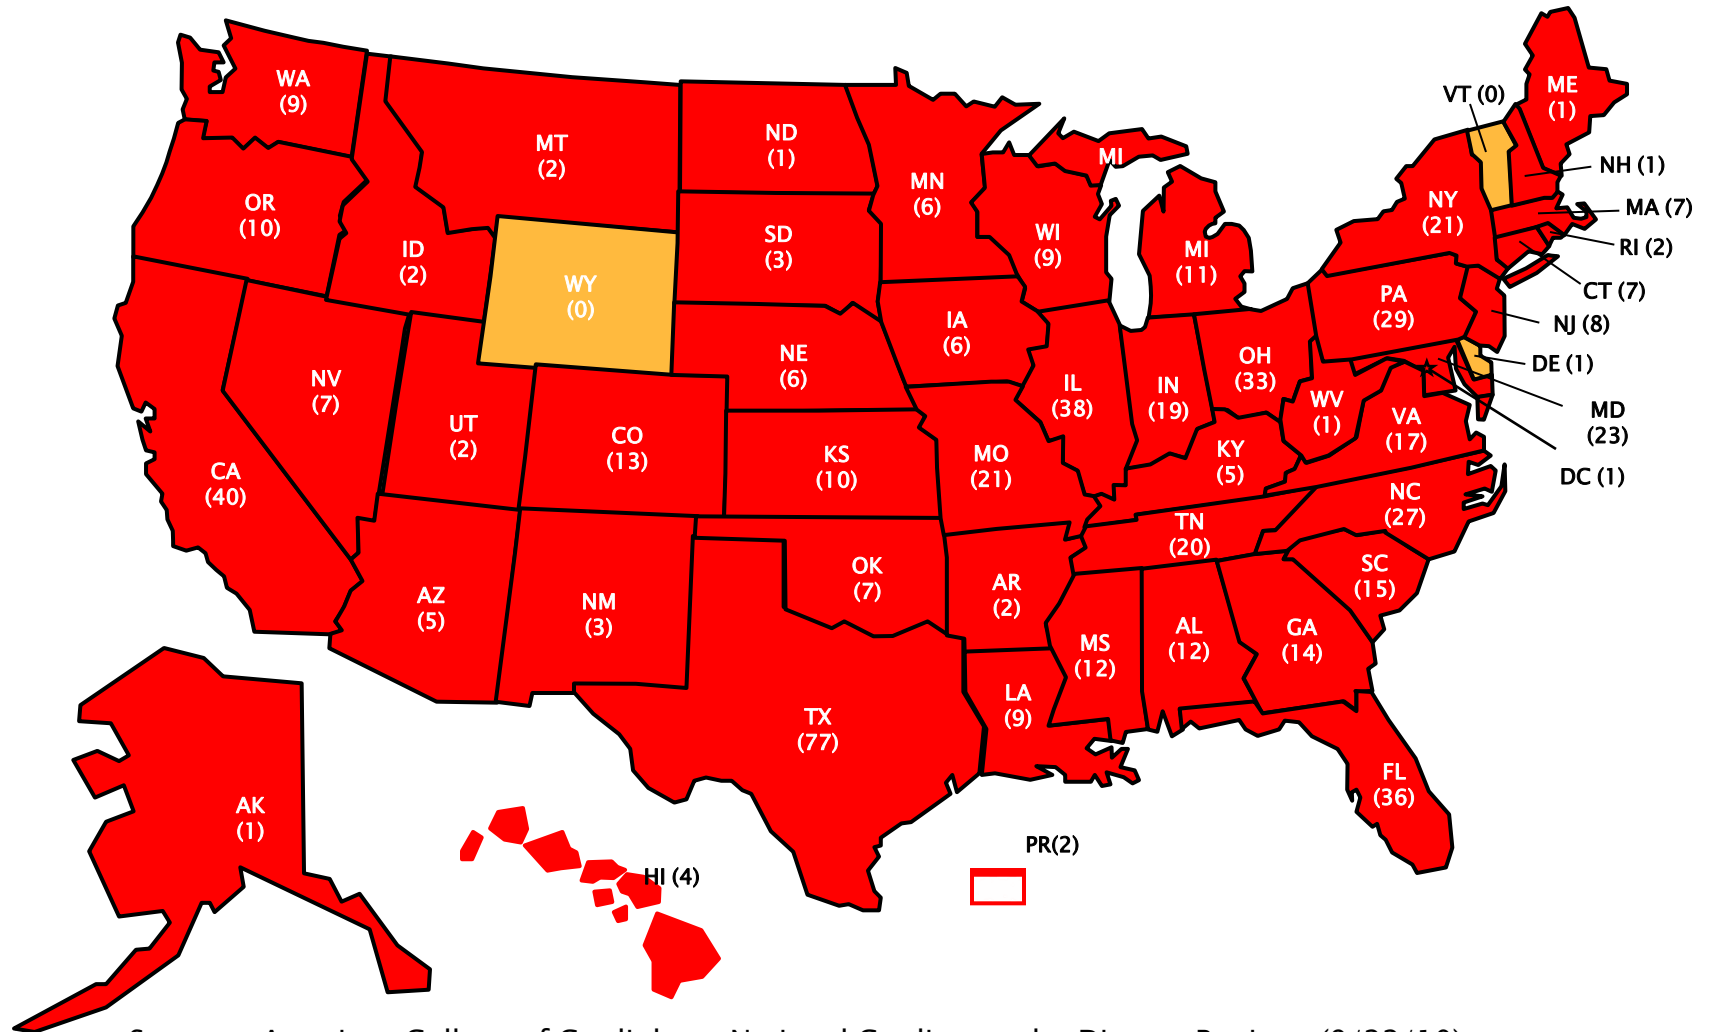 WA
(9)
MT
(2)
ND
(1)
MN
(6)
MI
VT (0)
ME
(1)
OR
(10)
ID
(2)
WY
(0)
SD
(3)
WI
(9)
MI
(11)
NY
(21)
NH (1)
MA (7)
RI (2)
CT (7)
NJ (8)
DE (1)
MD
(23)
DC (1)
PA
(29)
NE
(6)
IA
(6)
IL
(38)
IN
(19)
OH
(33)
WV
(1)
VA
(17)
NV
(7)
UT
(2)
CO
(13)
KS
(10)
MO
(21)
KY
(5)
CA
(40)
NC
(27)
TN
(20)
SC
(15)
AZ
(5)
NM
(3)
OK
(7)
AR
(2)
MS
(12)
AL
(12)
GA
(14)
TX
(77)
LA
(9)
FL
(36)
AK
(1)
HI (4)
PR(2)